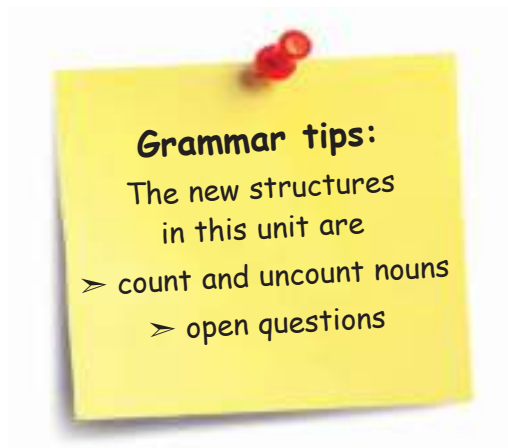 Grammar tips:
The new structures
in this unit are
➢ count and uncount nouns
➢ open questions